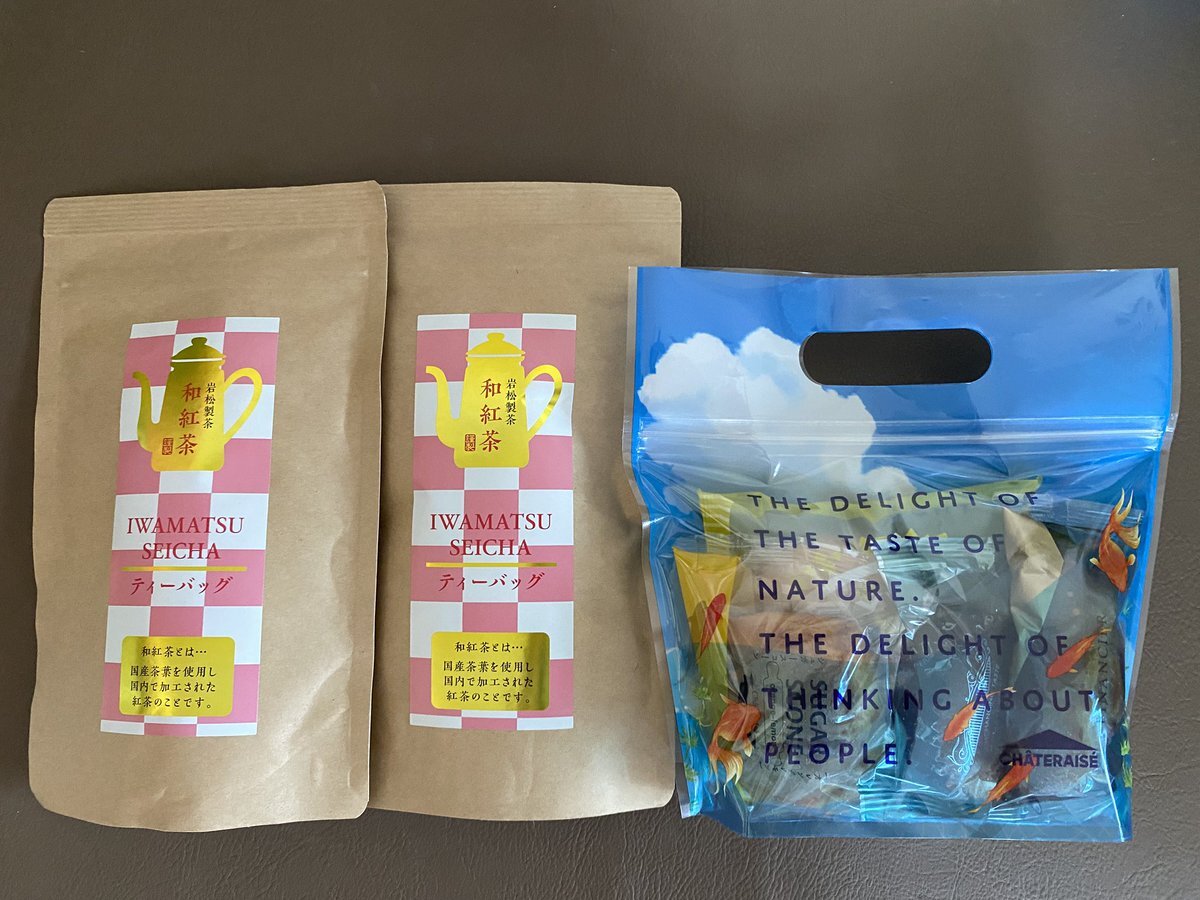 岩松製茶
和紅茶
謹製
IWAMATSU
SEICHA
ティーバッグ
和紅茶とは…
国産茶葉を使用し
国内で加工された
紅茶のことです。
岩松製茶
和紅茶
謹製
IWAMATSU
SEICHA
ティーバッグ
和紅茶とは…
国産茶葉を使用し
国内で加工された
紅茶のことです。
THE DELIGHT OF
THE TASTE OF
NATURE.
THE DELIGHT OF
THINKING ABOUT
PEOPLE.
CHÂTERAISÉ